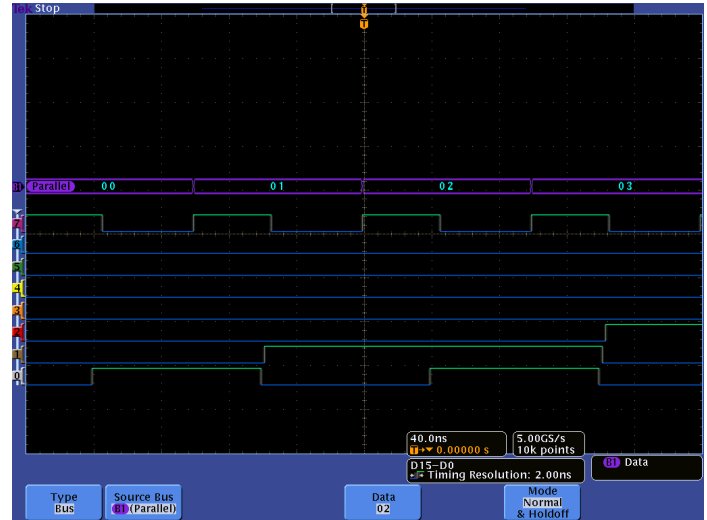 Tek Stop
T
T
B1 Parallel 00 01 02 03
7
6
5
4
3
2
1
0
40.0ns
T→▼ 0.00000 s
5.00GS/s
10k points
D15-D0
Timing Resolution: 2.00ns
B1 Data
Type
Bus
Source Bus
B1 (Parallel)
Data
02
Mode
Normal
& Holdoff